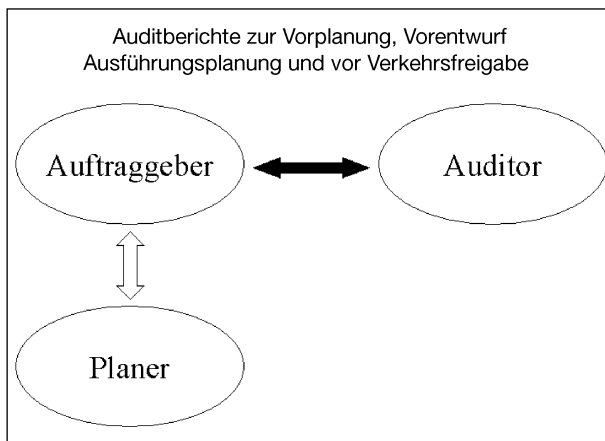 Auditberichte zur Vorplanung, Vorentwurf
Ausführungsplanung und vor Verkehrsfreigabe
Auftraggeber
Auditor
Planer